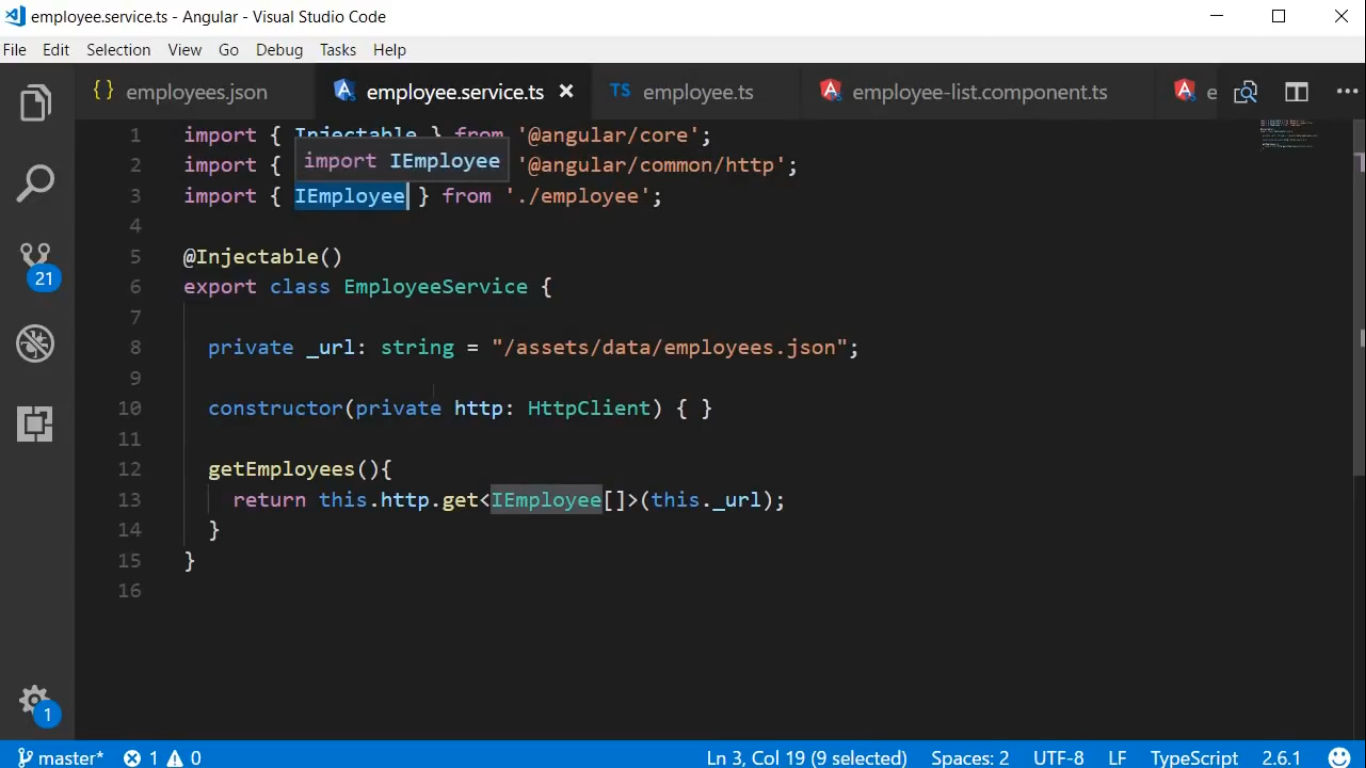 employee.service.ts - Angular - Visual Studio Code
File Edit Selection View Go Debug Tasks Help
{} employees.json employee.service.ts × TS employee.ts employee-list.component.ts e ···
1 import { Injectable } from '@angular/core';
2 import { import IEmployee '@angular/common/http';
3 import { IEmployee } from './employee';
4
5 @Injectable()
6 export class EmployeeService {
7
8 private _url: string = "/assets/data/employees.json";
9
10 constructor(private http: HttpClient) { }
11
12 getEmployees(){
13 return this.http.get<IEmployee[]>(this._url);
14 }
15 }
16
21
1
master* 1 0 Ln 3, Col 19 (9 selected) Spaces: 2 UTF-8 LF TypeScript 2.6.1